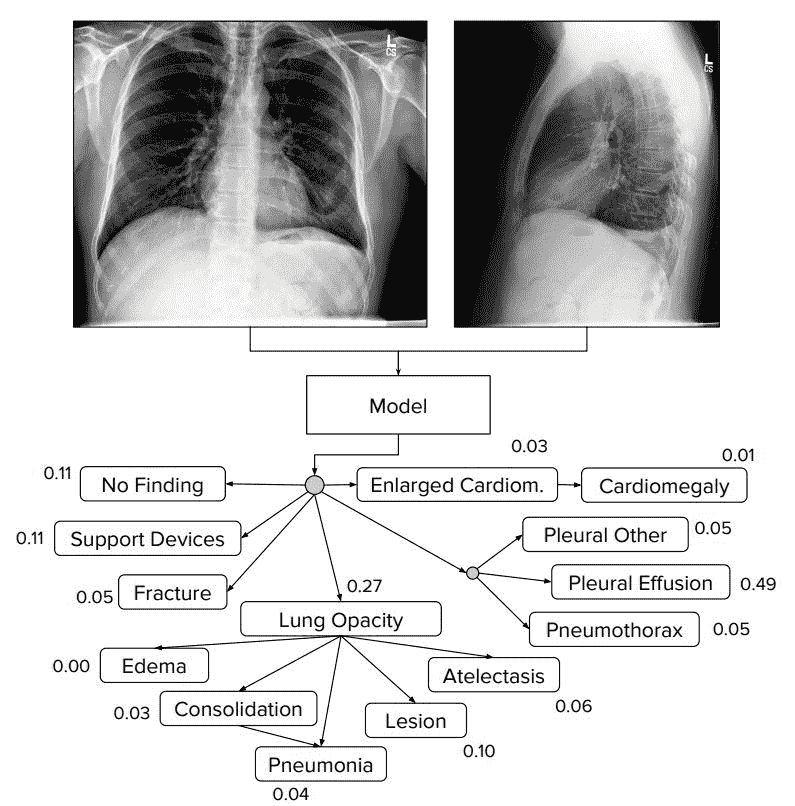 L
CS
L
CS
Model
0.03
0.01
0.11
No Finding
Enlarged Cardiom.
Cardiomegaly
0.11
Support Devices
Pleural Other
0.05
0.05
Fracture
0.27
Pleural Effusion
0.49
Lung Opacity
Pneumothorax
0.05
0.00
Edema
Atelectasis
0.06
0.03
Consolidation
Lesion
0.10
Pneumonia
0.04